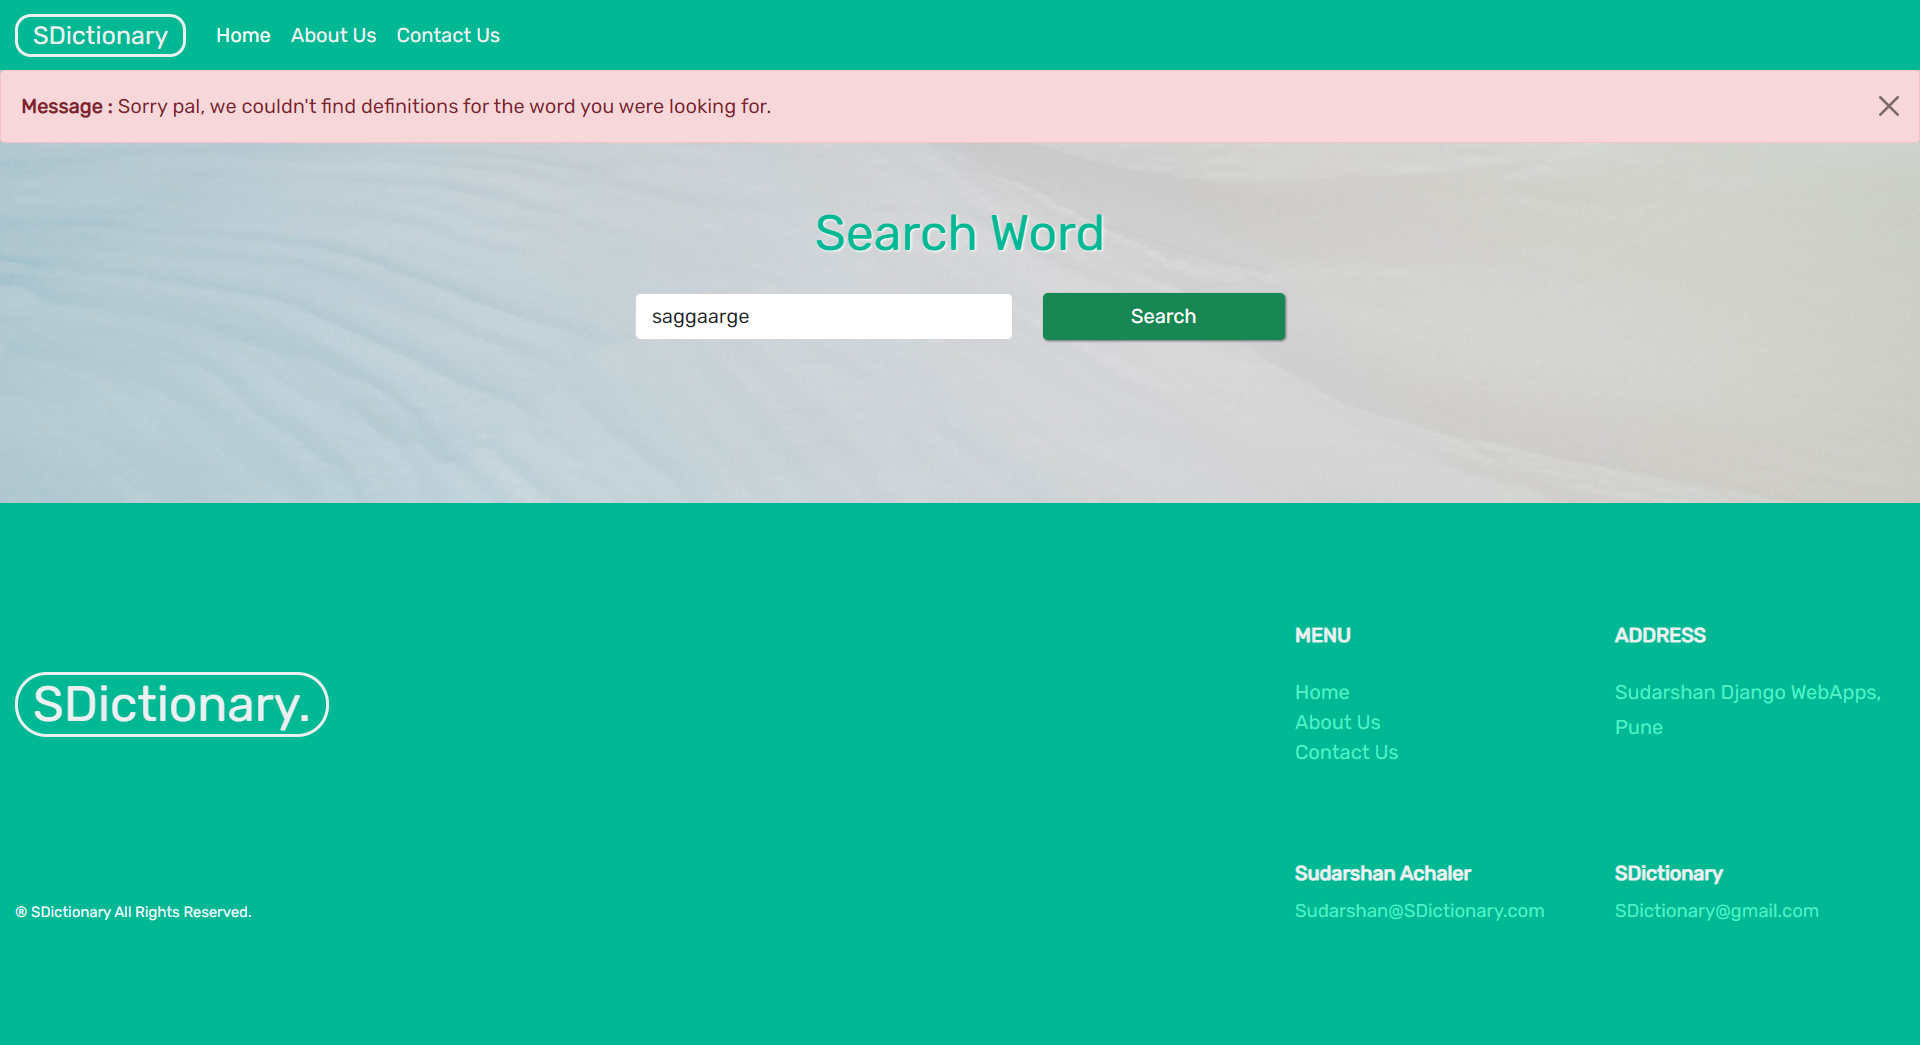 SDictionary Home About Us Contact Us
Message : Sorry pal, we couldn't find definitions for the word you were looking for.
Search Word
saggaarge Search
SDictionary.
MENU
Home
About Us
Contact Us
ADDRESS
Sudarshan Django WebApps,
Pune
® SDictionary All Rights Reserved.
Sudarshan Achaler
Sudarshan@SDictionary.com
SDictionary
SDictionary@gmail.com